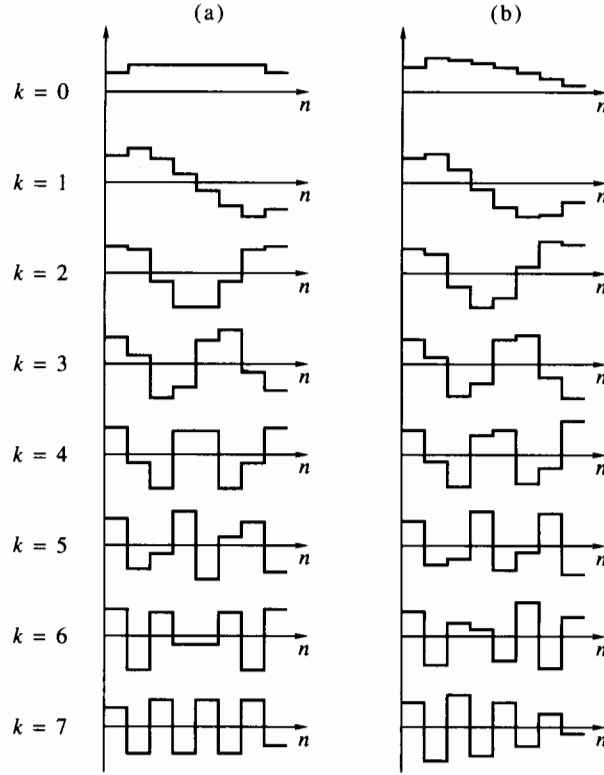 (a) (b)
k = 0 n n
k = 1 n n
k = 2 n n
k = 3 n n
k = 4 n n
k = 5 n n
k = 6 n n
k = 7 n n